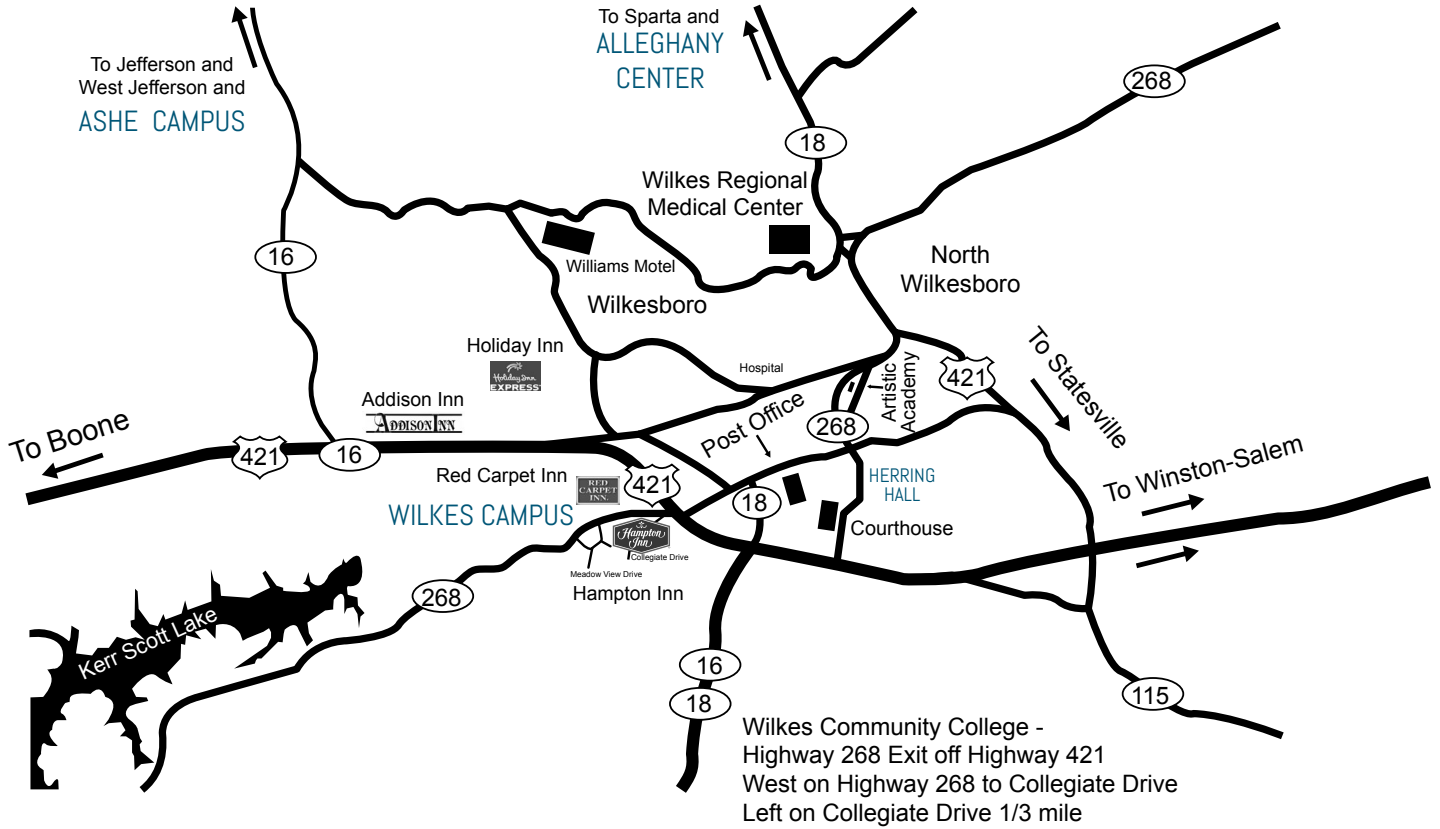 To Jefferson and
West Jefferson and
ASHE CAMPUS
To Sparta and
ALLEGHANY
CENTER
268
18
Wilkes Regional
Medical Center
16
Williams Motel
North
Wilkesboro
Wilkesboro
To Statesville
Holiday Inn
Holiday Inn
EXPRESS
Hospital
Artistic
Academy
421
Addison Inn
ADDISON INN
Post Office
268
To Boone
421
16
Red Carpet Inn
RED
CARPET
INN.
421
HERRING
HALL
To Winston-Salem
WILKES CAMPUS
18
Courthouse
Hampton
Inn
Collegiate Drive
Meadow View Drive
Hampton Inn
268
Kerr Scott Lake
16
18
115
Wilkes Community College -
Highway 268 Exit off Highway 421
West on Highway 268 to Collegiate Drive
Left on Collegiate Drive 1/3 mile